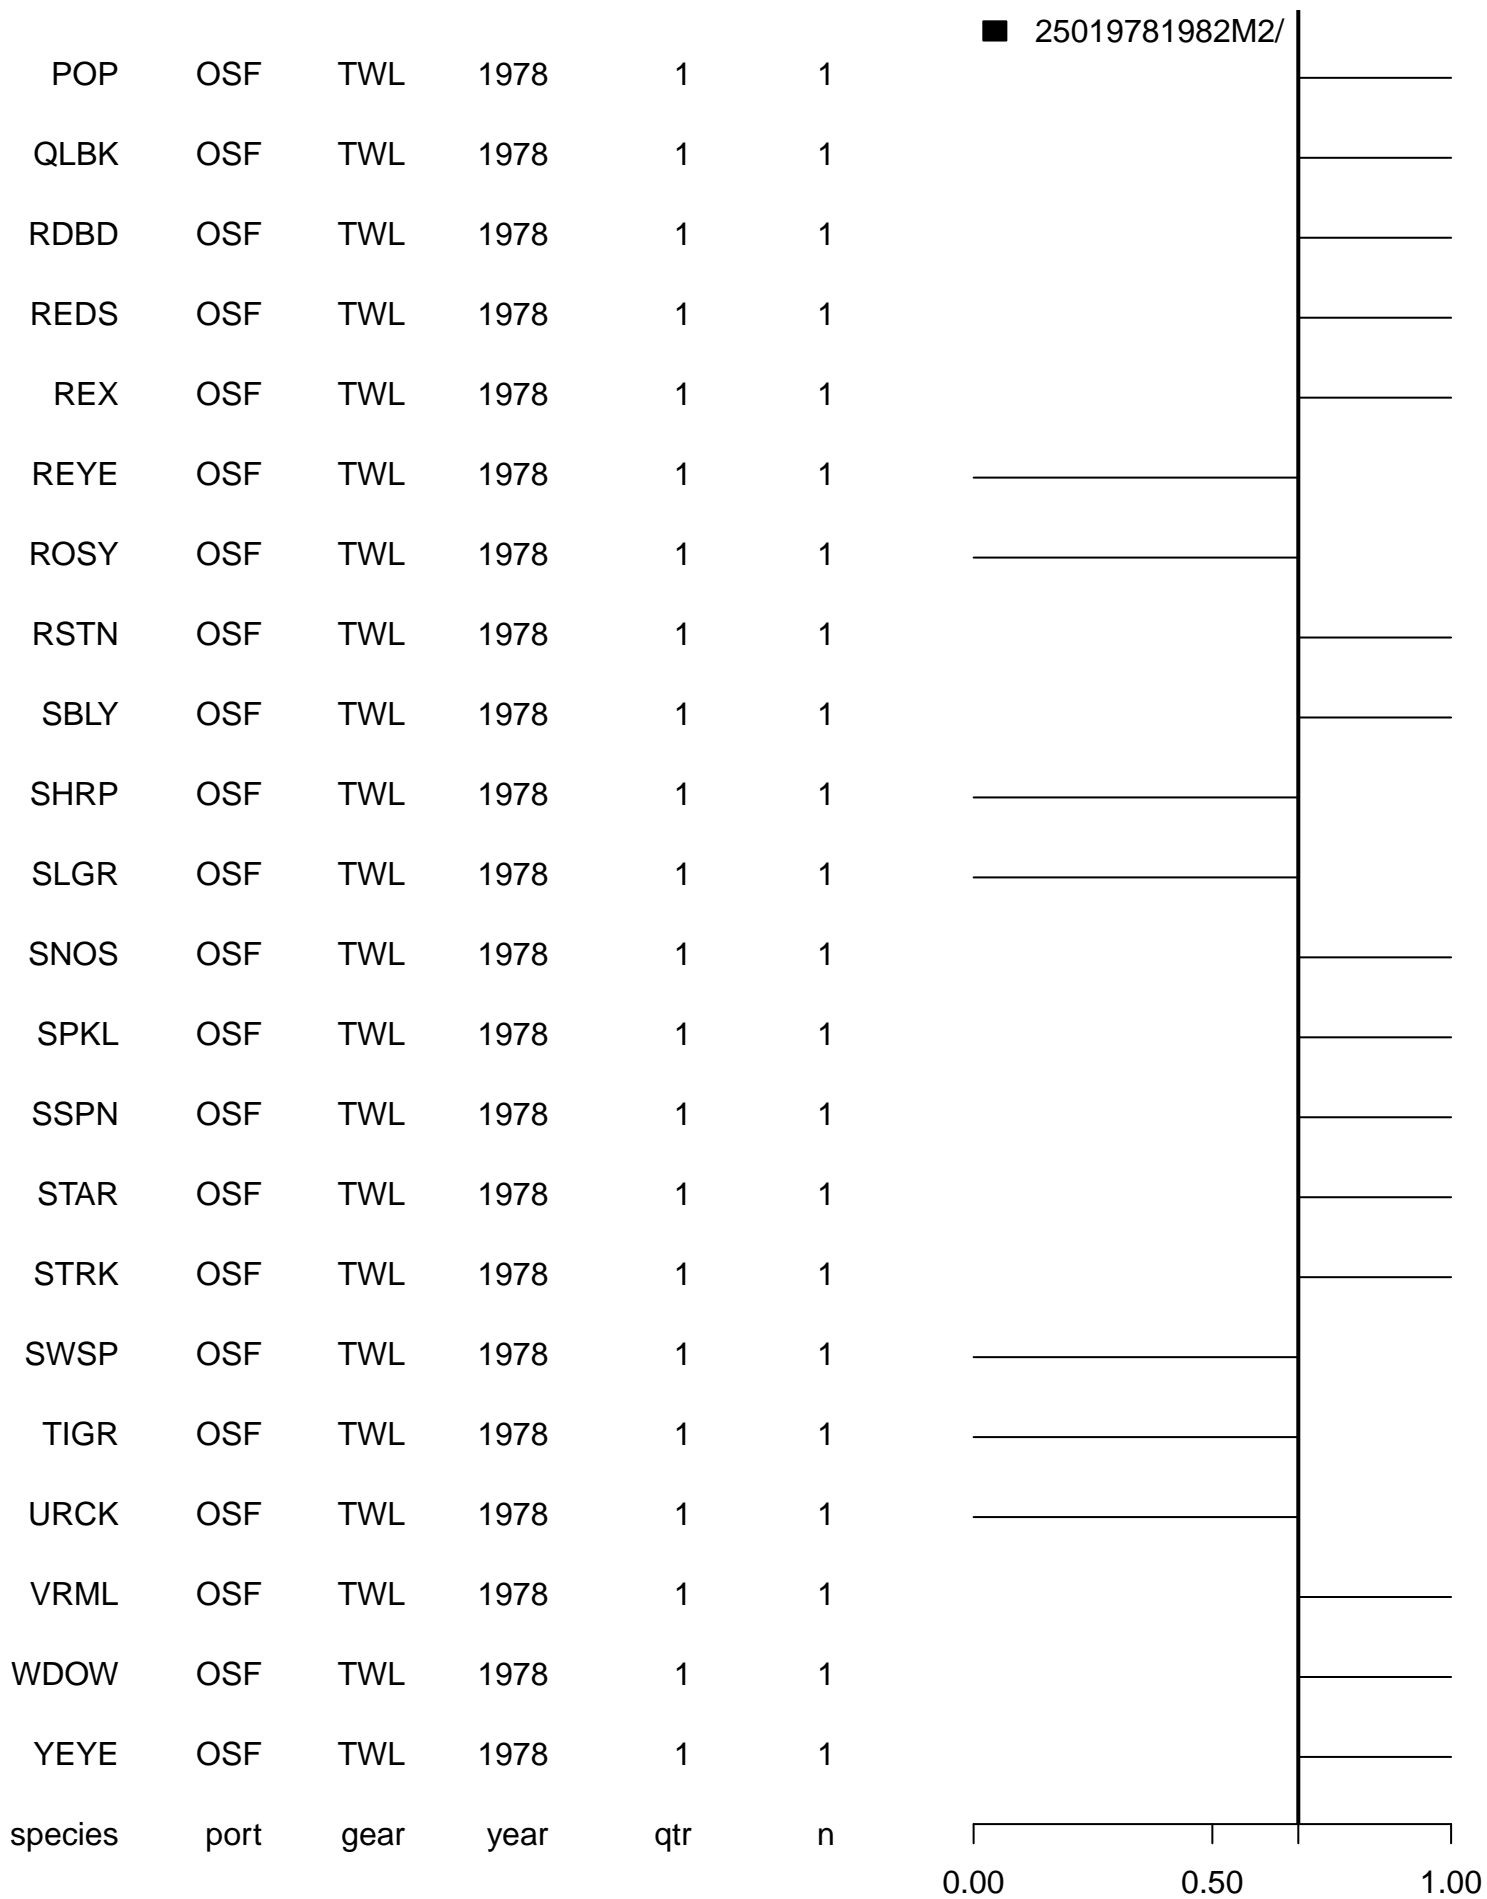 25019781982M2/
POP OSF TWL 1978 1 1
QLBK OSF TWL 1978 1 1
RDBD OSF TWL 1978 1 1
REDS OSF TWL 1978 1 1
REX OSF TWL 1978 1 1
REYE OSF TWL 1978 1 1
ROSY OSF TWL 1978 1 1
RSTN OSF TWL 1978 1 1
SBLY OSF TWL 1978 1 1
SHRP OSF TWL 1978 1 1
SLGR OSF TWL 1978 1 1
SNOS OSF TWL 1978 1 1
SPKL OSF TWL 1978 1 1
SSPN OSF TWL 1978 1 1
STAR OSF TWL 1978 1 1
STRK OSF TWL 1978 1 1
SWSP OSF TWL 1978 1 1
TIGR OSF TWL 1978 1 1
URCK OSF TWL 1978 1 1
VRML OSF TWL 1978 1 1
WDOW OSF TWL 1978 1 1
YEYE OSF TWL 1978 1 1
species port gear year qtr n
0.00 0.50 1.00